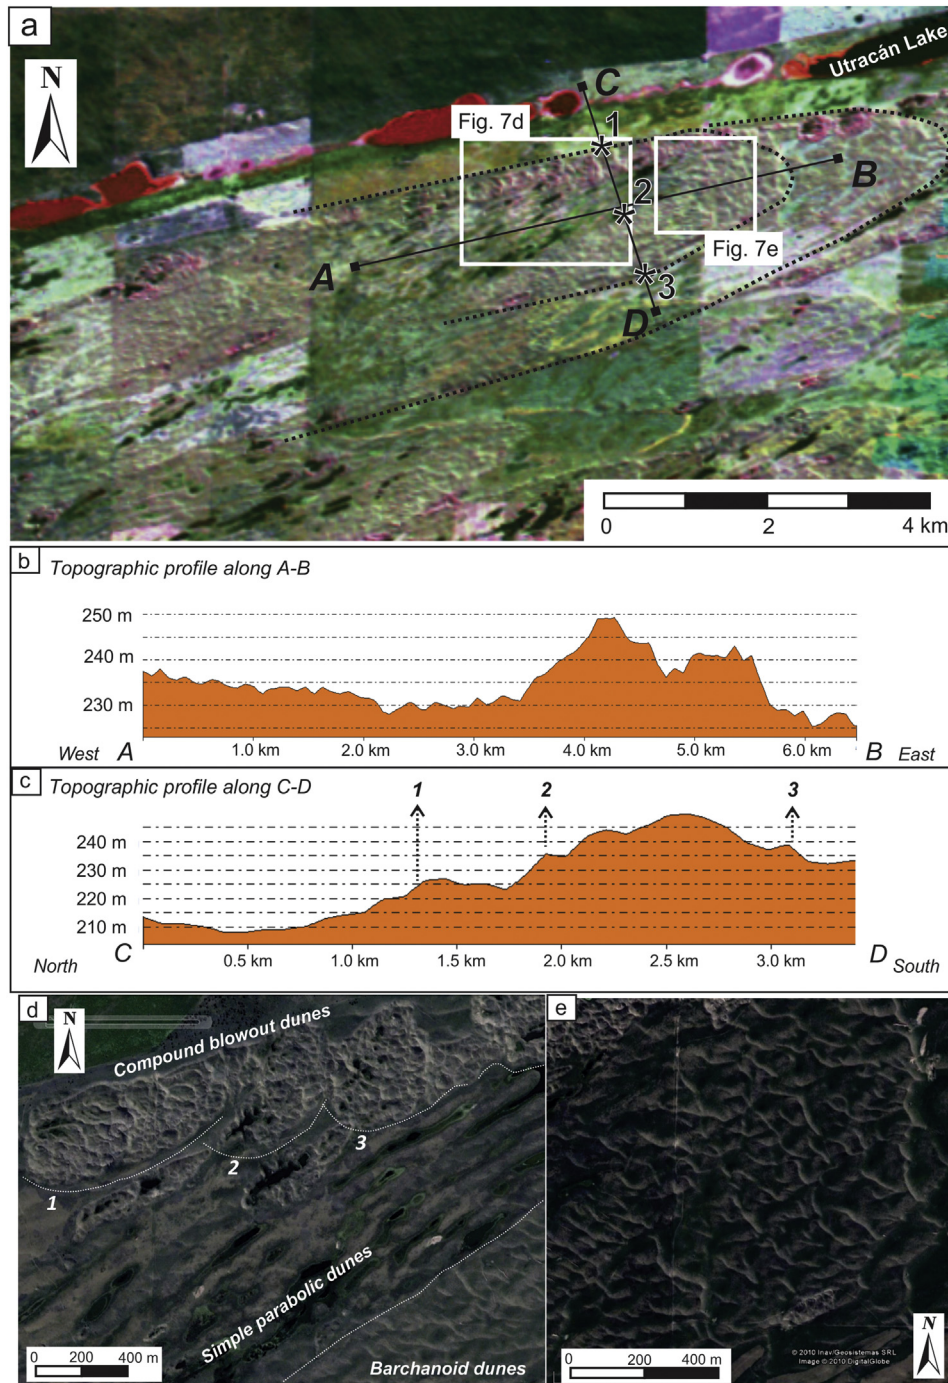 a
N
Utracán Lake
C
Fig. 7d
1
2
B
A
Fig. 7e
3
D
0 2 4 km
b Topographic profile along A-B
250 m
240 m
230 m
1.0 km 2.0 km 3.0 km 4.0 km 5.0 km 6.0 km
West A B East
c Topographic profile along C-D
1 2 3
240 m
230 m
220 m
210 m
0.5 km 1.0 km 1.5 km 2.0 km 2.5 km 3.0 km
North C D South
d
N
Compound blowout dunes
1
2
3
Simple parabolic dunes
Barchanoid dunes
0 200 400 m
e
N
© 2010 Inav/Geosistemas SRL
Image © 2010 DigitalGlobe
0 200 400 m